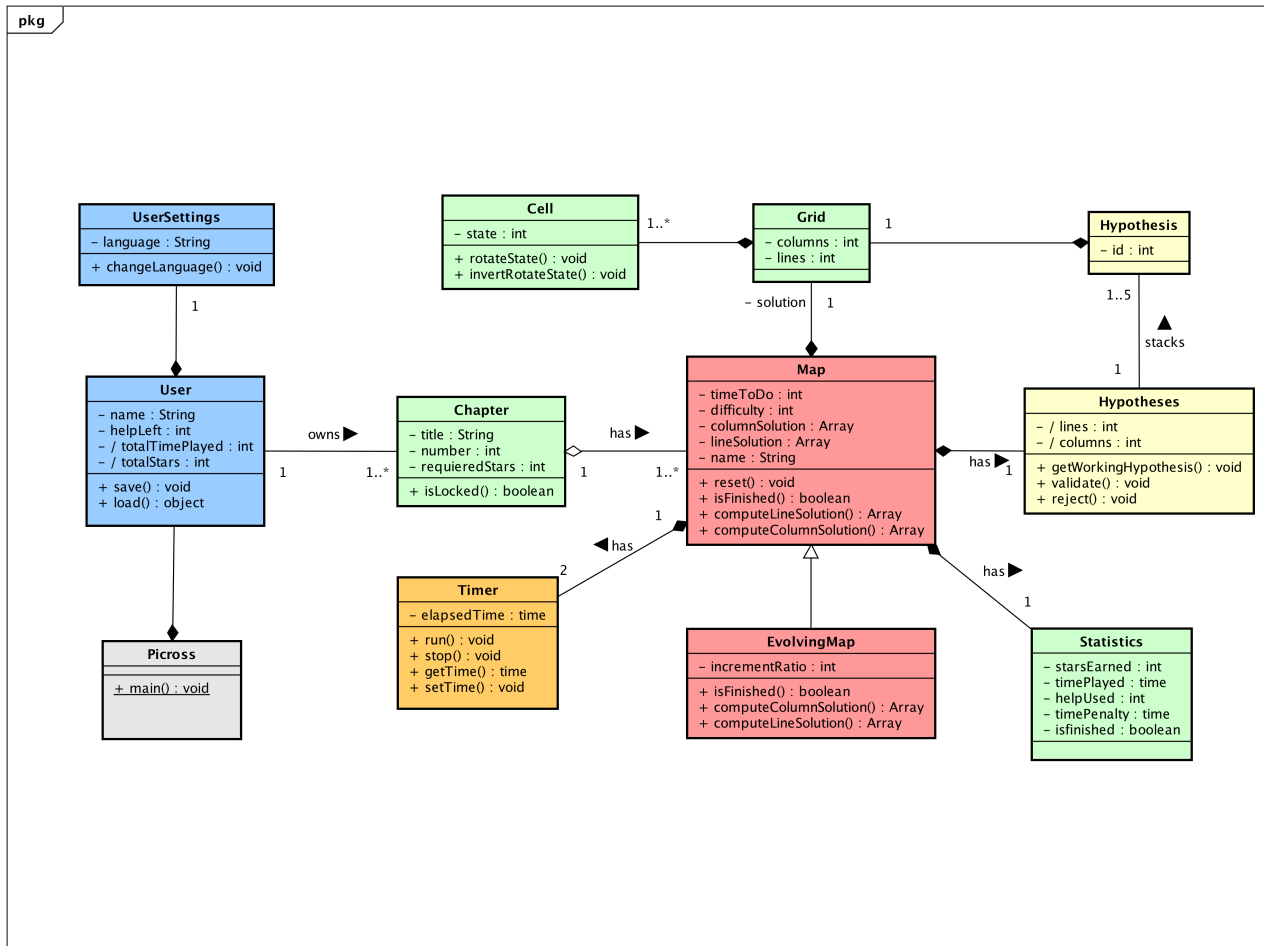 pkg
UserSettings
– language : String
+ changeLanguage() : void
1
Cell
– state : int
+ rotateState() : void
+ invertRotateState() : void
1..*
Grid
– columns : int
– lines : int
1
Hypothesis
– id : int
– solution
1
1..5
stacks
1
User
– name : String
– helpLeft : int
– / totalTimePlayed : int
– / totalStars : int
+ save() : void
+ load() : object
owns
1
1..*
Chapter
– title : String
– number : int
– requieredStars : int
+ isLocked() : boolean
has
1
1..*
Map
– timeToDo : int
– difficulty : int
– columnSolution : Array
– lineSolution : Array
– name : String
+ reset() : void
+ isFinished() : boolean
+ computeLineSolution() : Array
+ computeColumnSolution() : Array
has
1
Hypotheses
– / lines : int
– / columns : int
+ getWorkingHypothesis() : void
+ validate() : void
+ reject() : void
1
has
2
Timer
– elapsedTime : time
+ run() : void
+ stop() : void
+ getTime() : time
+ setTime() : void
has
1
Picross
+ main() : void
EvolvingMap
– incrementRatio : int
+ isFinished() : boolean
+ computeColumnSolution() : Array
+ computeLineSolution() : Array
Statistics
– starsEarned : int
– timePlayed : time
– helpUsed : int
– timePenalty : time
– isfinished : boolean